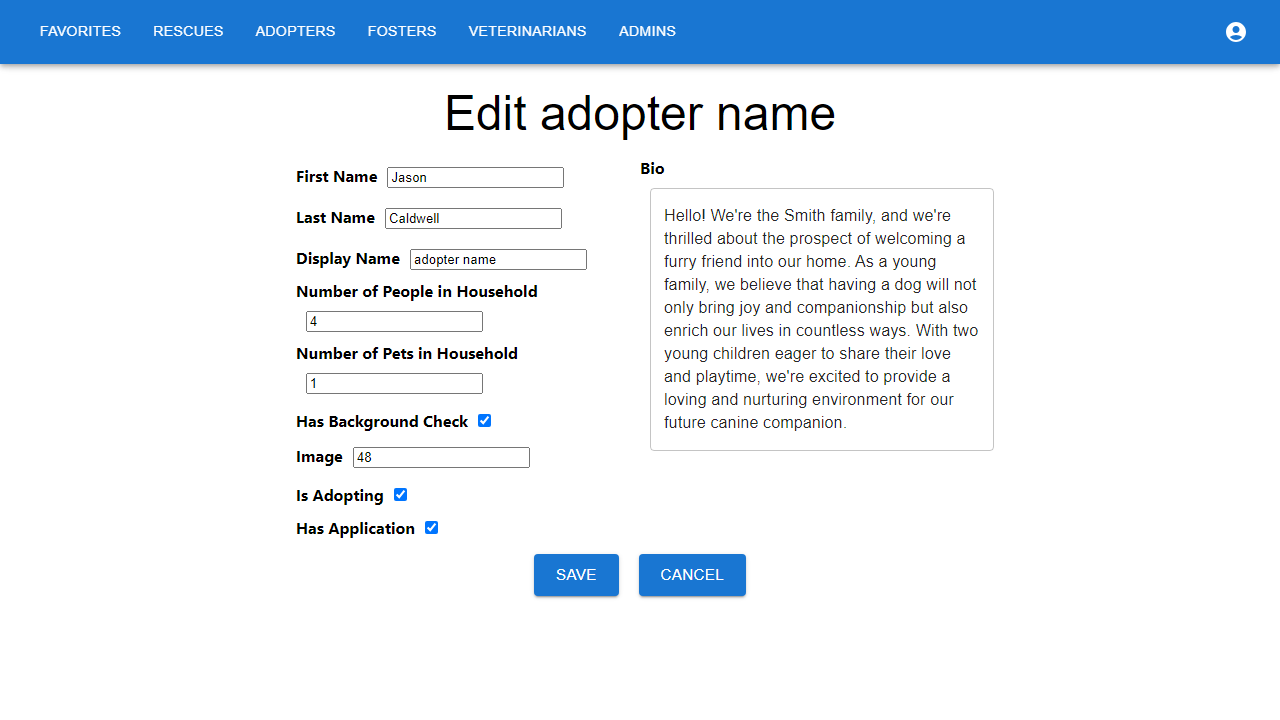 FAVORITES RESCUES ADOPTERS FOSTERS VETERINARIANS ADMINS
Edit adopter name
First Name Jason
Last Name Caldwell
Display Name adopter name
Number of People in Household
4
Number of Pets in Household
1
Has Background Check
Image 48
Is Adopting
Has Application
Bio
Hello! We're the Smith family, and we're
thrilled about the prospect of welcoming a
furry friend into our home. As a young
family, we believe that having a dog will not
only bring joy and companionship but also
enrich our lives in countless ways. With two
young children eager to share their love
and playtime, we're excited to provide a
loving and nurturing environment for our
future canine companion.
SAVE CANCEL